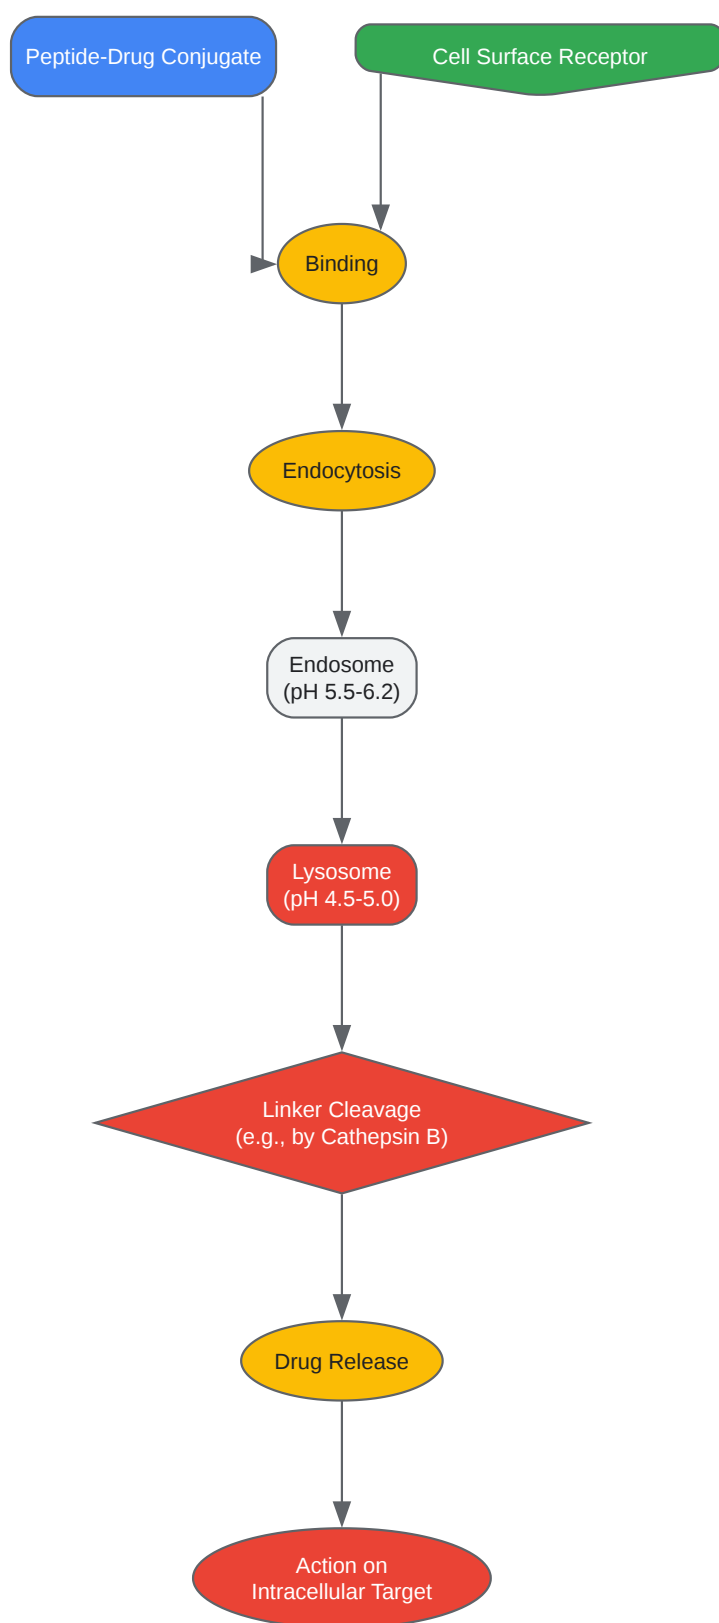 Peptide-Drug Conjugate
Cell Surface Receptor
Binding
Endocytosis
Endosome
(pH 5.5-6.2)
Lysosome
(pH 4.5-5.0)
Linker Cleavage
(e.g., by Cathepsin B)
Drug Release
Action on
Intracellular Target